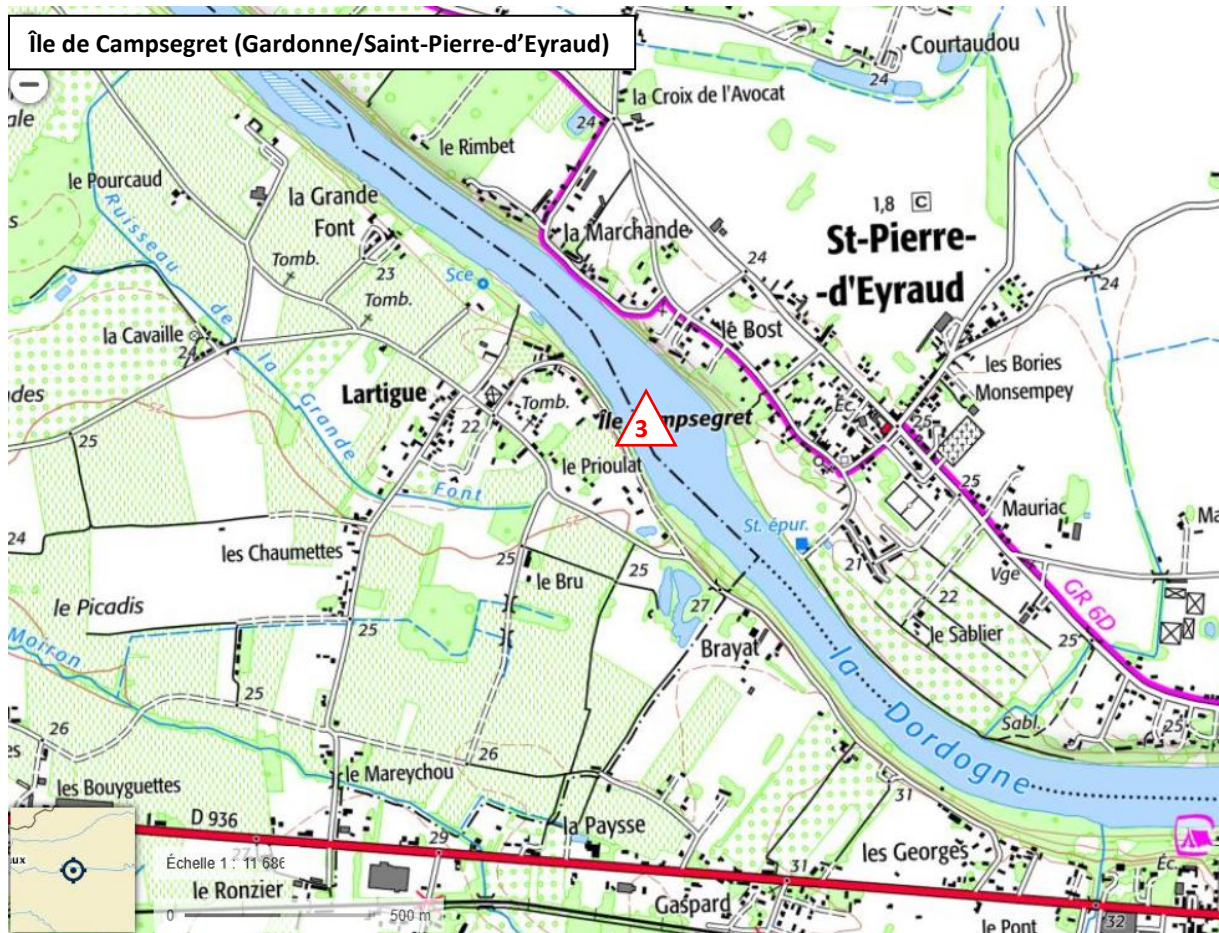 Île de Campsegret (Gardonne/Saint-Pierre-d'Eyraud)
24
Courtaudou
la Croix de l'Avocat
24
le Rimbet
le Pourcaud
la Grande
Font
1,8 C
St-Pierre-
-d'Eyraud
la Marchande
24
24
Tomb.
23
Sce
Tomb.
Ruisseau de la Grande Font
la Cavaille
24
le Bost
les Bories
Monsempey
Lartigue
22
Tomb.
Éc.
25
Île
3
25
25
le Prioulat
St. épur.
Mauriac
24
les Chaumettes
25
25
21
Vge
le Bru
27
22
GR 6D
le Picadis
25
Brayat
le Sablier
25
Moiron
25
26
26
Sabl.
25
la Dordogne
les Bouyguettes
le Mareychou
31
D 936
la Paysse
les Georges
Échelle 1 : 11 686
27
29
31
Éc.
le Ronzier
0
500 m
Gaspard
le Pont
32